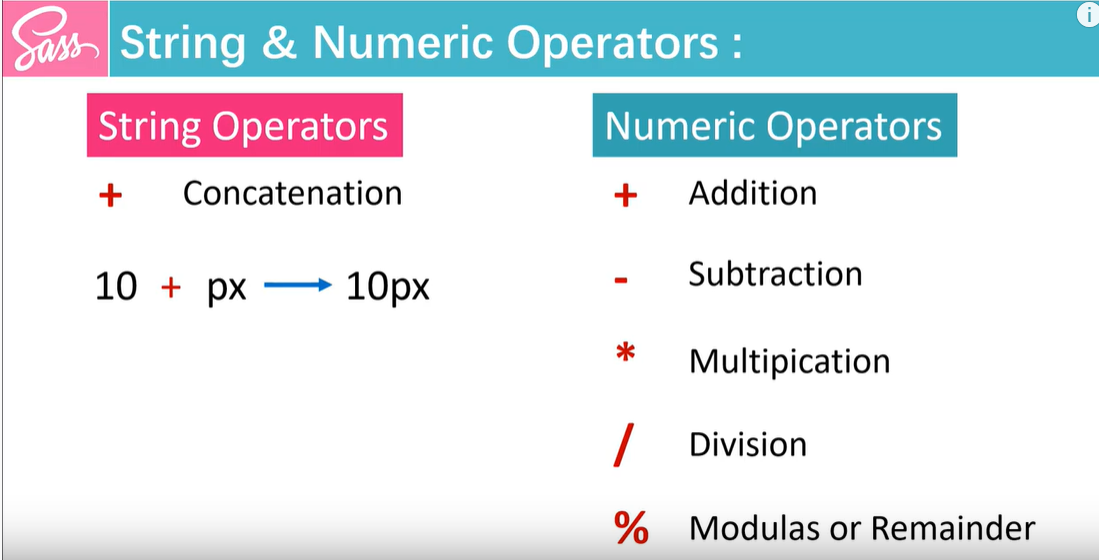 Sass
String & Numeric Operators :
String Operators
+ Concatenation
10 + px 10px
Numeric Operators
+ Addition
- Subtraction
* Multipication
/ Division
% Modulas or Remainder
i